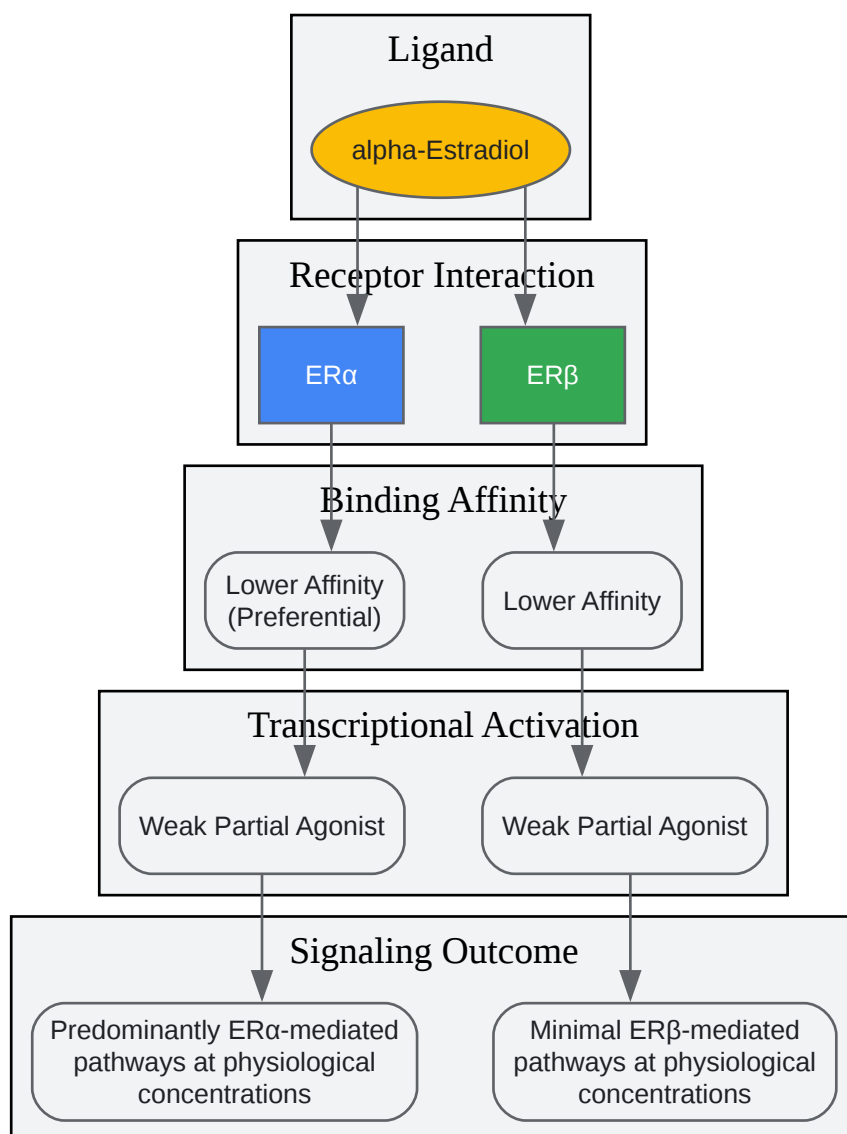 Ligand
alpha-Estradiol
Receptor Interaction
ERα
ERβ
Binding Affinity
Lower Affinity
(Preferential)
Lower Affinity
Transcriptional Activation
Weak Partial Agonist
Weak Partial Agonist
Signaling Outcome
Predominantly ERα-mediated
pathways at physiological
concentrations
Minimal ERβ-mediated
pathways at physiological
concentrations